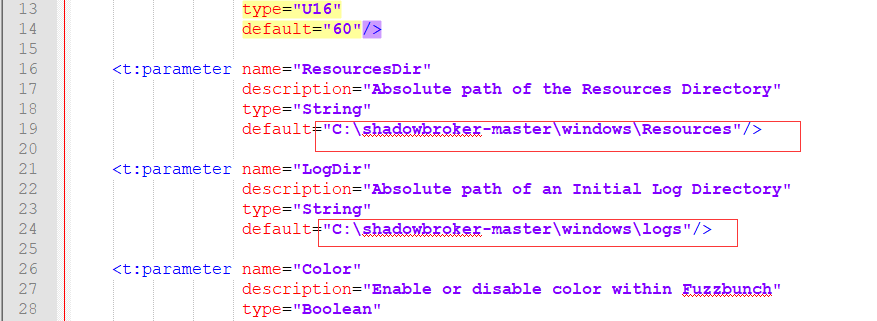 13 type="U16"
14 default="60"/>
15
16 <t:parameter name="ResourcesDir"
17 description="Absolute path of the Resources Directory"
18 type="String"
19 default="C:\shadowbroker-master\windows\Resources"/>
20
21 <t:parameter name="LogDir"
22 description="Absolute path of an Initial Log Directory"
23 type="String"
24 default="C:\shadowbroker-master\windows\logs"/>
25
26 <t:parameter name="Color"
27 description="Enable or disable color within Fuzzbunch"
28 type="Boolean"